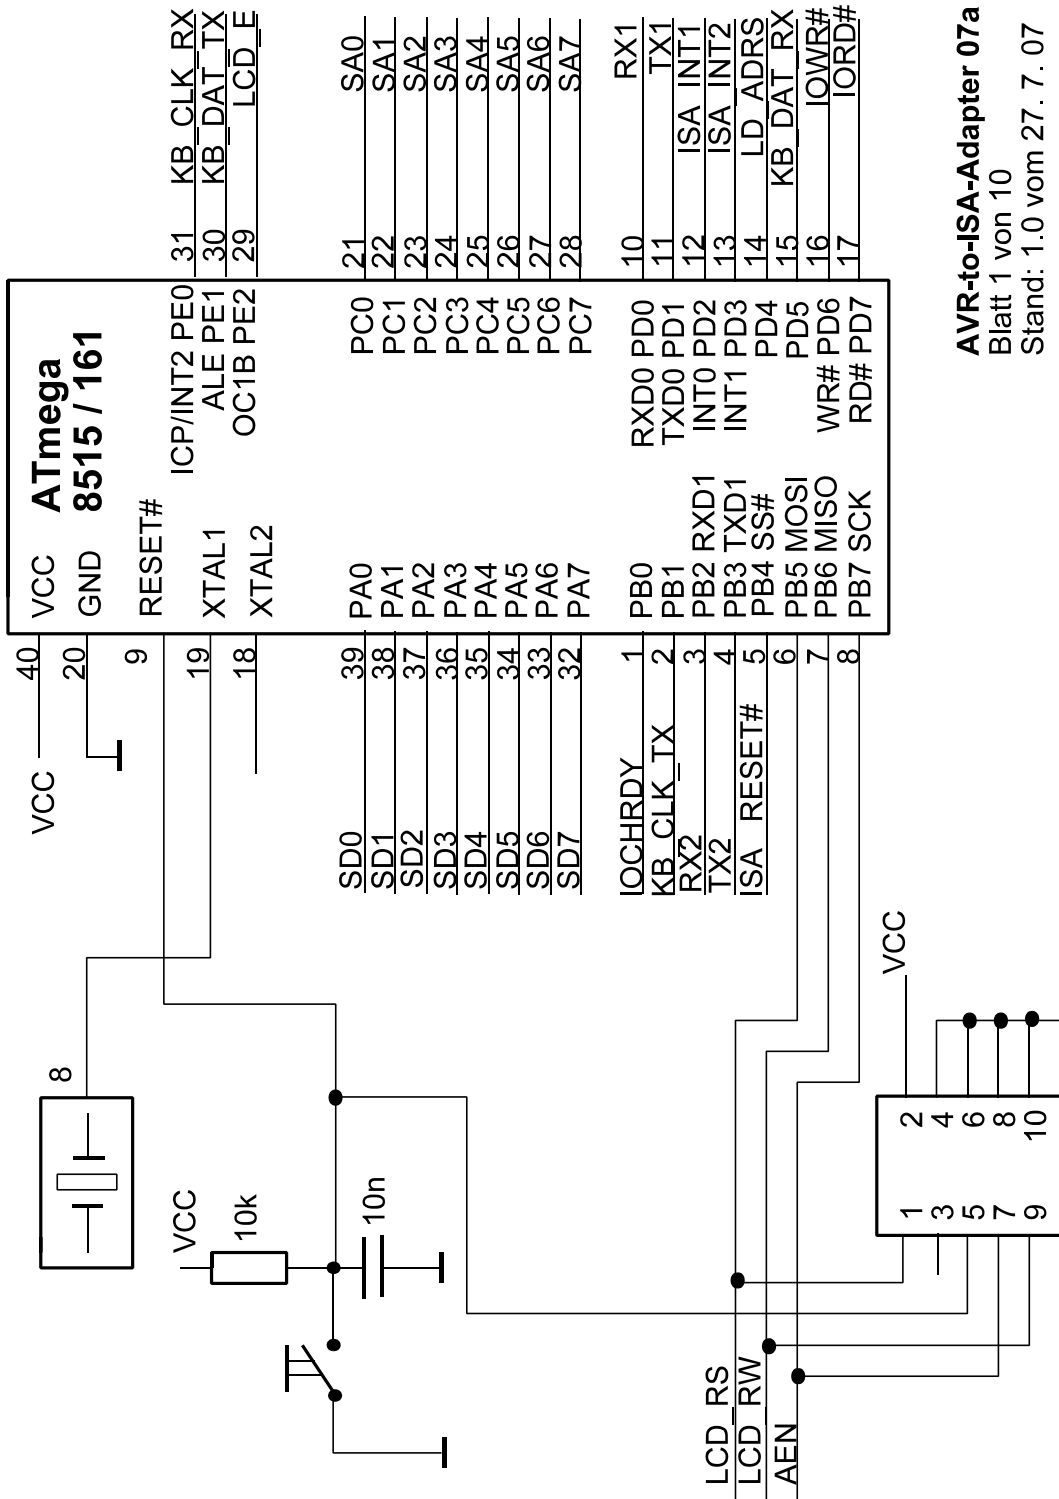 31 KB_CLK_RX
30 KB_DAT_TX
29 LCD_E
ATmega
8515 / 161
ICP/INT2 PE0
ALE PE1
OC1B PE2
40 VCC
20 GND
9 RESET#
19 XTAL1
18 XTAL2
VCC
PC0 21 SA0
PC1 22 SA1
PC2 23 SA2
PC3 24 SA3
PC4 25 SA4
PC5 26 SA5
PC6 27 SA6
PC7 28 SA7
SD0 39 PA0
SD1 38 PA1
SD2 37 PA2
SD3 36 PA3
SD4 35 PA4
SD5 34 PA5
SD6 33 PA6
SD7 32 PA7
RXD0 PD0 10 RX1
TXD0 PD1 11 TX1
INT0 PD2 12 ISA_INT1
INT1 PD3 13 ISA_INT2
PD4 14 LD_ADRS
PD5 15 KB_DAT_RX
WR# PD6 16 IOWR#
RD# PD7 17 IORD#
IOCHRDY 1 PB0
KB_CLK_TX 2 PB1
RX2 3 PB2 RXD1
TX2 4 PB3 TXD1
ISA_RESET# 5 PB4 SS#
6 PB5 MOSI
7 PB6 MISO
8 PB7 SCK
8
VCC
10k
10n
VCC
1 2
3 4
5 6
7 8
9 10
LCD_RS
LCD_RW
AEN
AVR-to-ISA-Adapter 07a
Blatt 1 von 10
Stand: 1.0 vom 27. 7. 07